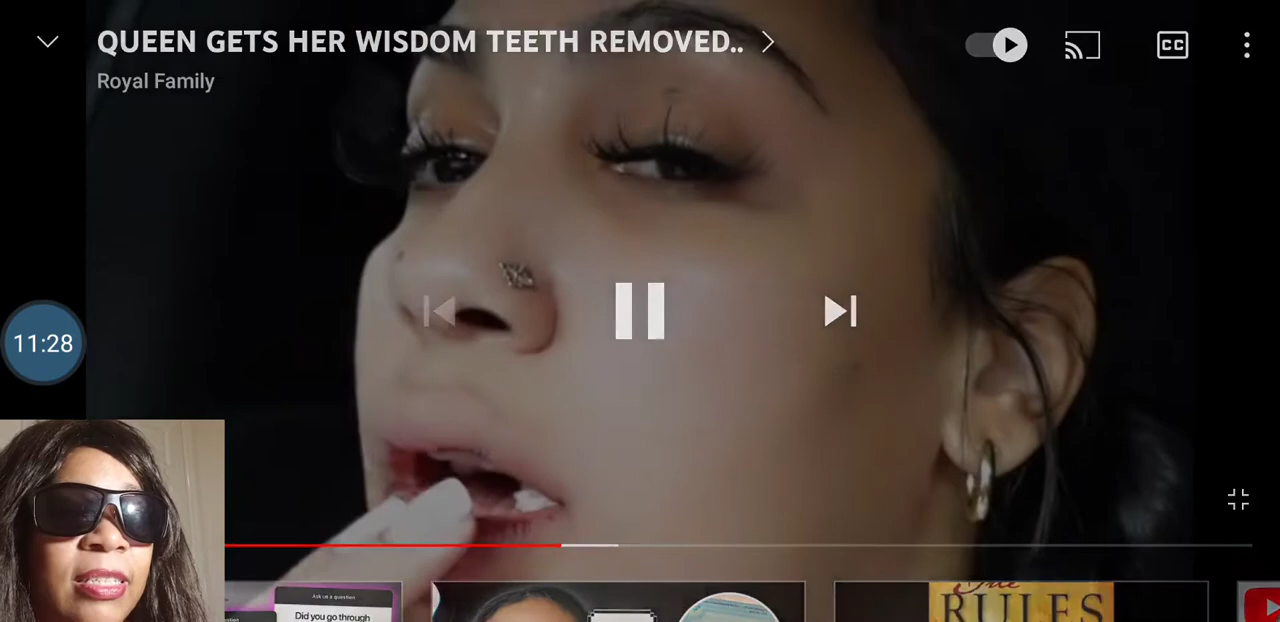 QUEEN GETS HER WISDOM TEETH REMOVED..
Royal Family
CC
11:28
Ask us a question
Did you go through
RULES